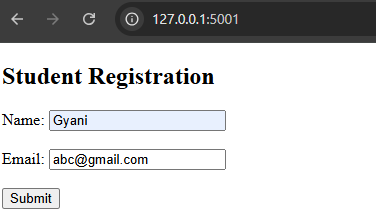 127.0.0.1:5001
Student Registration
Name: Gyani
Email: abc@gmail.com
Submit